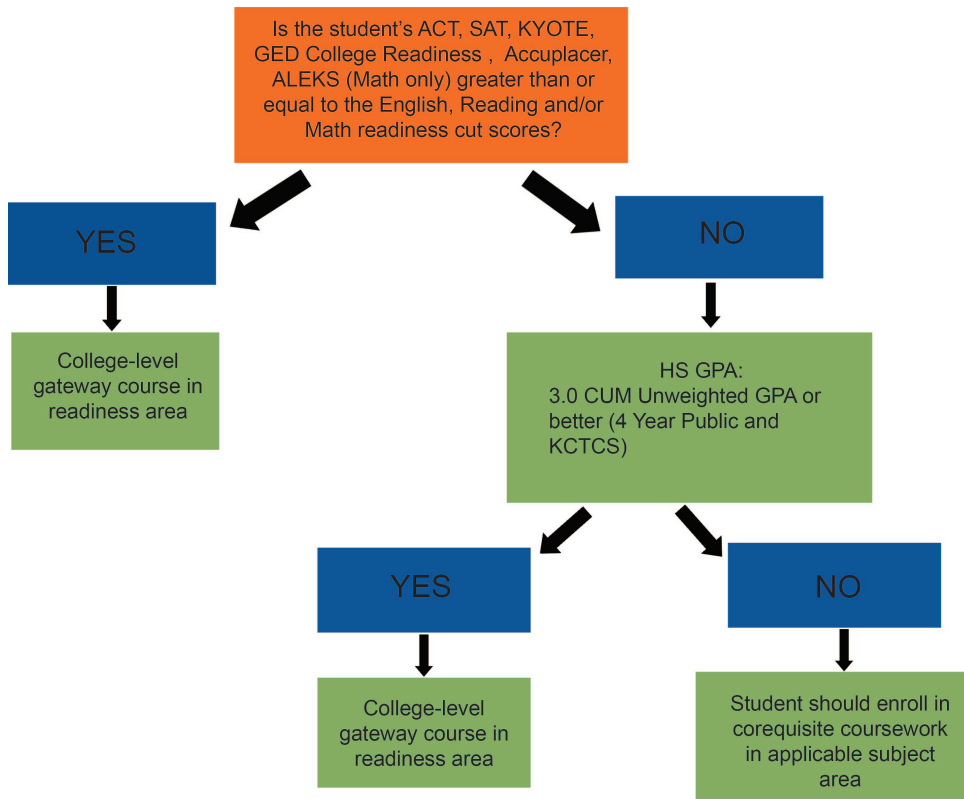 Is the student's ACT, SAT, KYOTE,
GED College Readiness , Accuplacer,
ALEKS (Math only) greater than or
equal to the English, Reading and/or
Math readiness cut scores?
YES
NO
College-level
gateway course in
readiness area
HS GPA:
3.0 CUM Unweighted GPA or
better (4 Year Public and
KCTCS)
YES
NO
College-level
gateway course in
readiness area
Student should enroll in
corequisite coursework
in applicable subject
area